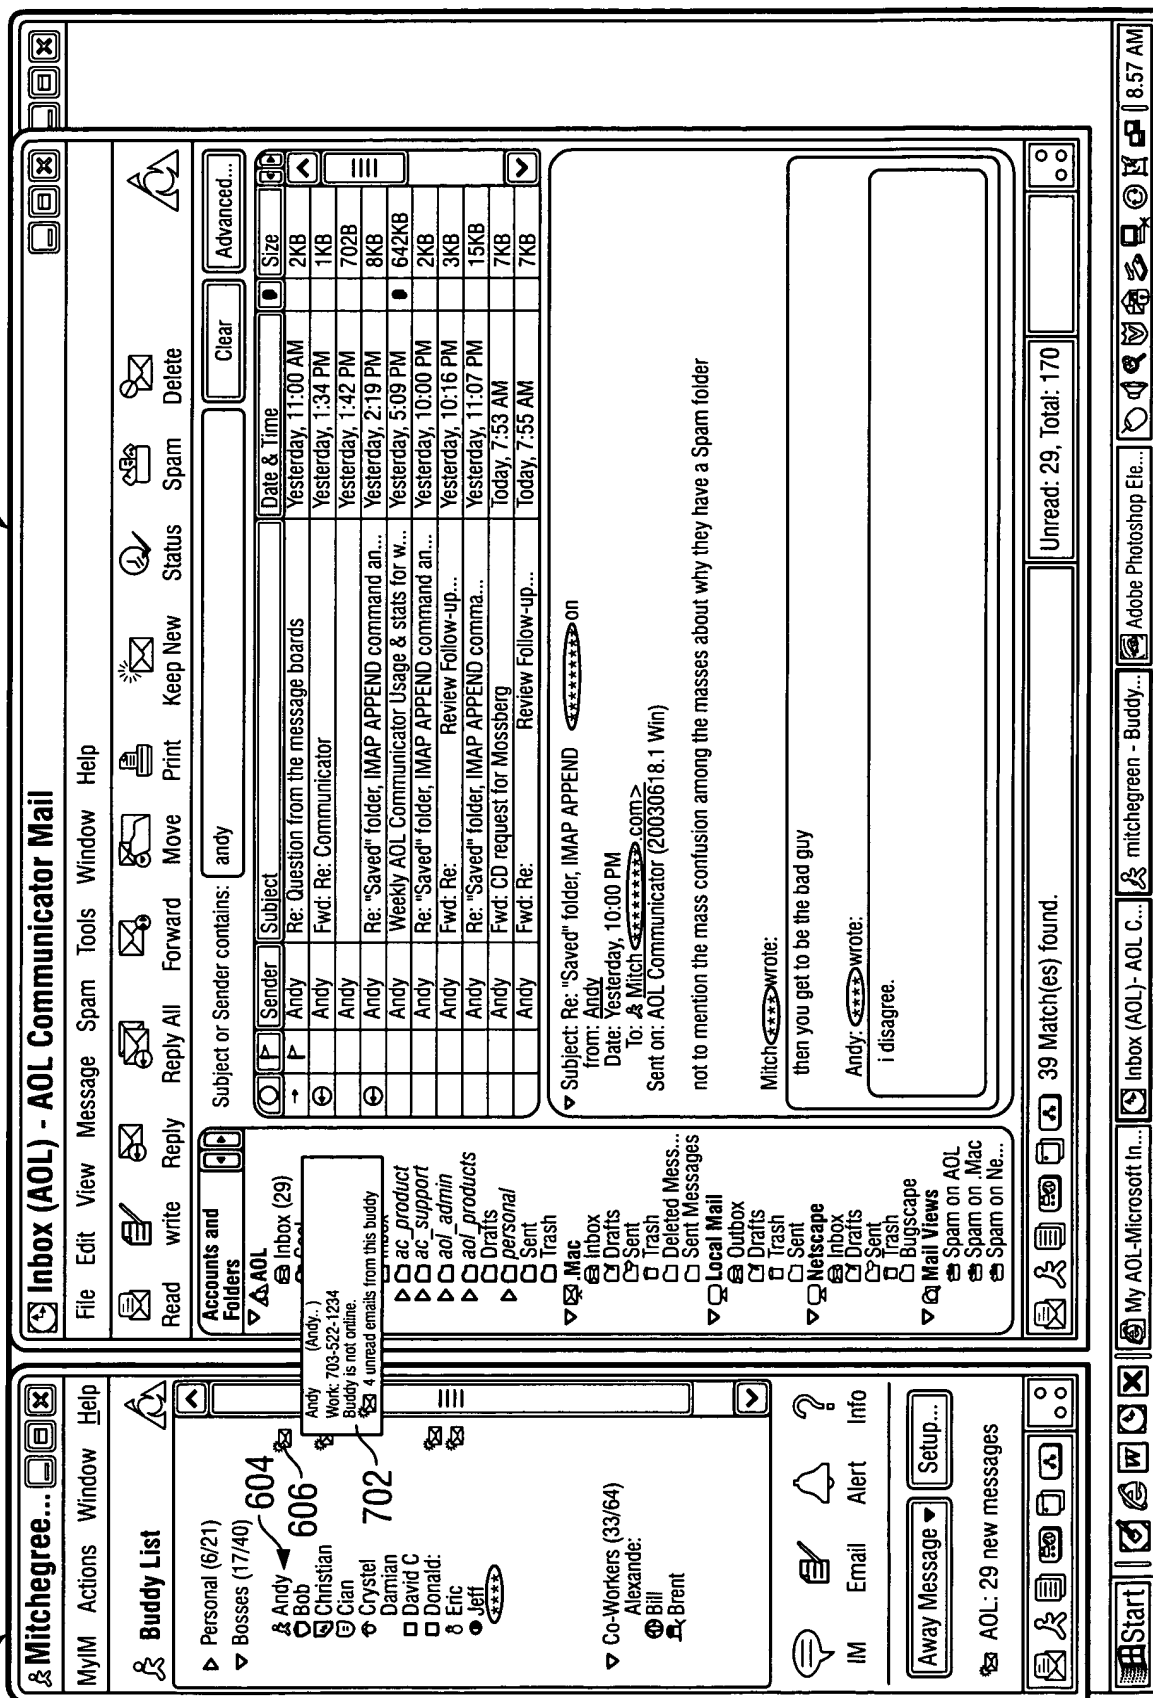 Mitchegree...
MyIM Actions Window Help
Buddy List
Personal (6/21)
Bosses (17/40)
Andy
604
Bob
606
Christian
Cian
702
Crystel
Damian
David C
Donald:
Eric
Jeff ****
Co-Workers (33/64)
Alexande:
Bill
Brent
IM Email Alert Info
Away Message Setup...
AOL: 29 new messages
Andy (Andy.. )
Work: 703-522-1234
Buddy is not online.
4 unread emails from this buddy
Inbox (AOL) - AOL Communicator Mail
File Edit View Message Spam Tools Window Help
Read write Reply Reply All Forward Move Print Keep New Status Spam Delete
Accounts and
Folders
AOL
Inbox (29)
ac_product
ac_support
aol_admin
aol_products
Drafts
personal
Sent
Trash
.Mac
Inbox
Drafts
Sent
Trash
Deleted Mess...
Sent Messages
Local Mail
Outbox
Drafts
Trash
Sent
Netscape
Inbox
Drafts
Sent
Trash
Bugscape
Mail Views
Spam on AOL
Spam on .Mac
Spam on Ne...
Subject or Sender contains: andy Clear Advanced...
Sender Subject Date & Time Size
Andy Re: Question from the message boards Yesterday, 11:00 AM 2KB
Andy Fwd: Re: Communicator Yesterday, 1:34 PM 1KB
Yesterday, 1:42 PM 702B
Andy Re: "Saved" folder, IMAP APPEND command an... Yesterday, 2:19 PM 8KB
Andy Weekly AOL Communicator Usage & stats for w... Yesterday, 5:09 PM 642KB
Andy Re: "Saved" folder, IMAP APPEND command an... Yesterday, 10:00 PM 2KB
Andy Fwd: Re: Review Follow-up... Yesterday, 10:16 PM 3KB
Andy Re: "Saved" folder, IMAP APPEND comma... Yesterday, 11:07 PM 15KB
Andy Fwd: CD request for Mossberg Today, 7:53 AM 7KB
Andy Fwd: Re: Review Follow-up... Today, 7:55 AM 7KB
Subject: Re: "Saved" folder, IMAP APPEND ********* on
from: Andy
Date: Yesterday, 10:00 PM
To: Mitch <*********.com>
Sent on: AOL Communicator (20030618.1 Win)
not to mention the mass confusion among the masses about why they have a Spam folder
Mitch **** wrote:
then you get to be the bad guy
Andy: **** wrote:
i disagree.
39 Match(es) found. Unread: 29, Total: 170
Start My AOL-Microsoft In... Inbox (AOL)- AOL C... mitchegreen - Buddy... Adobe Photoshop Ele... 8.57 AM